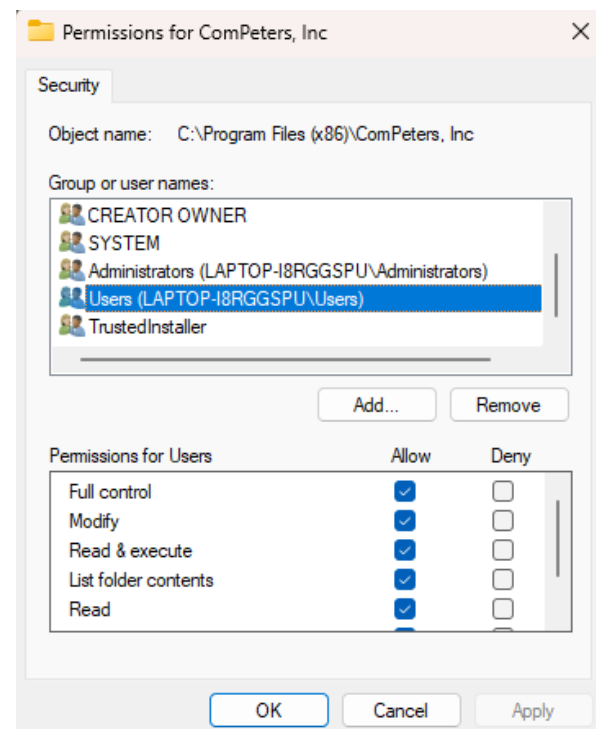 Permissions for ComPeters, Inc
Security
Object name: C:\Program Files (x86)\ComPeters, Inc
Group or user names:
CREATOR OWNER
SYSTEM
Administrators (LAPTOP-I8RGGSPU\Administrators)
Users (LAPTOP-I8RGGSPU\Users)
TrustedInstaller
Add... Remove
Permissions for Users Allow Deny
Full control
Modify
Read & execute
List folder contents
Read
OK Cancel Apply